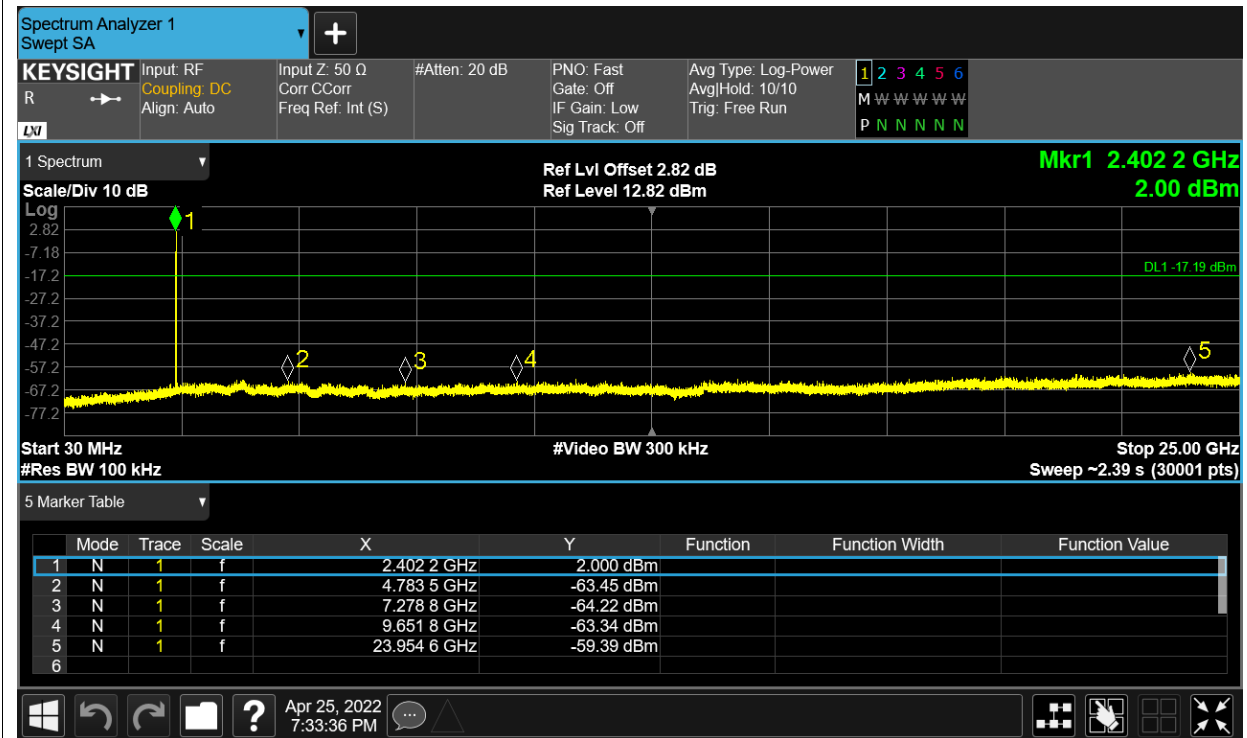 Spectrum Analyzer 1
Swept SA
KEYSIGHT
R
LXI
Input: RF
Coupling: DC
Align: Auto
Input Z: 50 Ω
Corr CCorr
Freq Ref: Int (S)
#Atten: 20 dB
PNO: Fast
Gate: Off
IF Gain: Low
Sig Track: Off
Avg Type: Log-Power
Avg|Hold: 10/10
Trig: Free Run
1 2 3 4 5 6
M W W W W W
P N N N N N
1 Spectrum
Scale/Div 10 dB
Ref Lvl Offset 2.82 dB
Ref Level 12.82 dBm
Mkr1 2.402 2 GHz
2.00 dBm
Log
2.82
-7.18
-17.2
-27.2
-37.2
-47.2
-57.2
-67.2
-77.2
1
DL1 -17.19 dBm
2
3
4
5
Start 30 MHz
#Video BW 300 kHz
Stop 25.00 GHz
#Res BW 100 kHz
Sweep ~2.39 s (30001 pts)
5 Marker Table
Mode Trace Scale X Y Function Function Width Function Value
1 N 1 f 2.402 2 GHz 2.000 dBm
2 N 1 f 4.783 5 GHz -63.45 dBm
3 N 1 f 7.278 8 GHz -64.22 dBm
4 N 1 f 9.651 8 GHz -63.34 dBm
5 N 1 f 23.954 6 GHz -59.39 dBm
6
?
Apr 25, 2022
7:33:36 PM